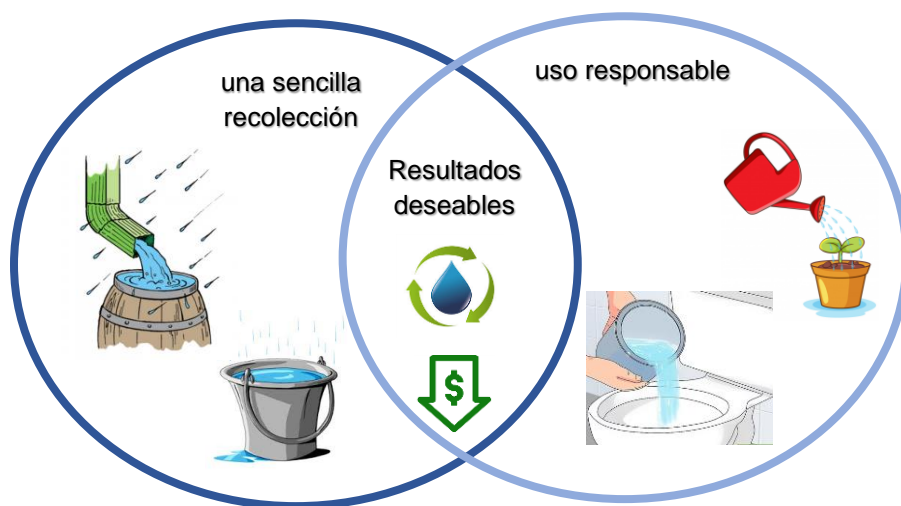 una sencilla
recolección
uso responsable
Resultados
deseables
$